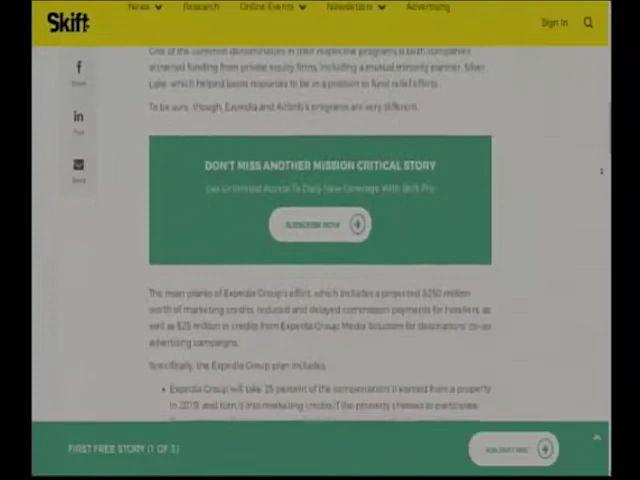 News Research Online Events Newsletters Advertising
Skift
Sign In
One of the common denominators in their respective programs is both companies
attracted funding from private equity firms, including a mutual minority partner, Silver
Lake, which helped boost resources to be in a position to fund relief efforts.
To be sure, though, Expedia and Airbnb's programs are very different.
DON'T MISS ANOTHER MISSION CRITICAL STORY
Get Unlimited Access To Daily New Coverage With Skift Pro
SUBSCRIBE NOW
The main planks of Expedia Group's effort, which includes a projected $250 million
worth of marketing credits, reduced and delayed commission payments for hoteliers, as
well as $25 million in credits from Expedia Group Media Solutions for destinations' co-op
advertising campaigns.
Specifically, the Expedia Group plan includes:
Expedia Group will take 25 percent of the compensation it earned from a property
in 2019 and turn it into marketing credits if the property chooses to participate.
FIRST FREE STORY (1 OF 3)